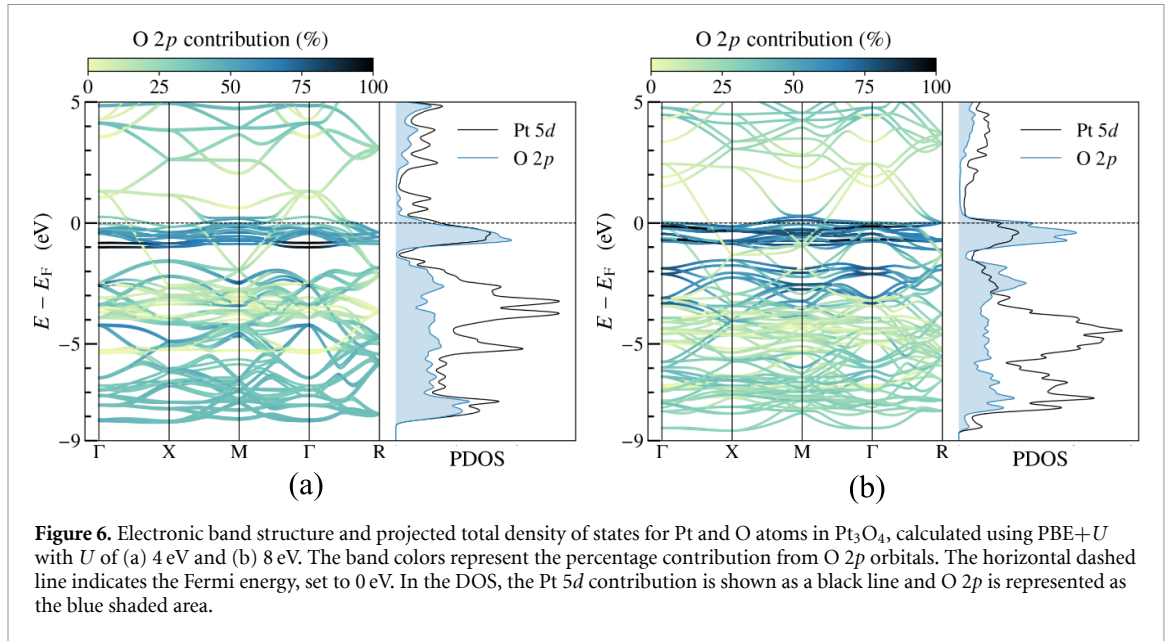 O 2p contribution (%)
0 25 50 75 100
5
0
−5
−9
E − E_F (eV)
Γ X M Γ R
Pt 5d
O 2p
PDOS
(a)
O 2p contribution (%)
0 25 50 75 100
5
0
−5
−9
E − E_F (eV)
Γ X M Γ R
Pt 5d
O 2p
PDOS
(b)
Figure 6. Electronic band structure and projected total density of states for Pt and O atoms in Pt₃O₄, calculated using PBE+U
with U of (a) 4 eV and (b) 8 eV. The band colors represent the percentage contribution from O 2p orbitals. The horizontal dashed
line indicates the Fermi energy, set to 0 eV. In the DOS, the Pt 5d contribution is shown as a black line and O 2p is represented as
the blue shaded area.